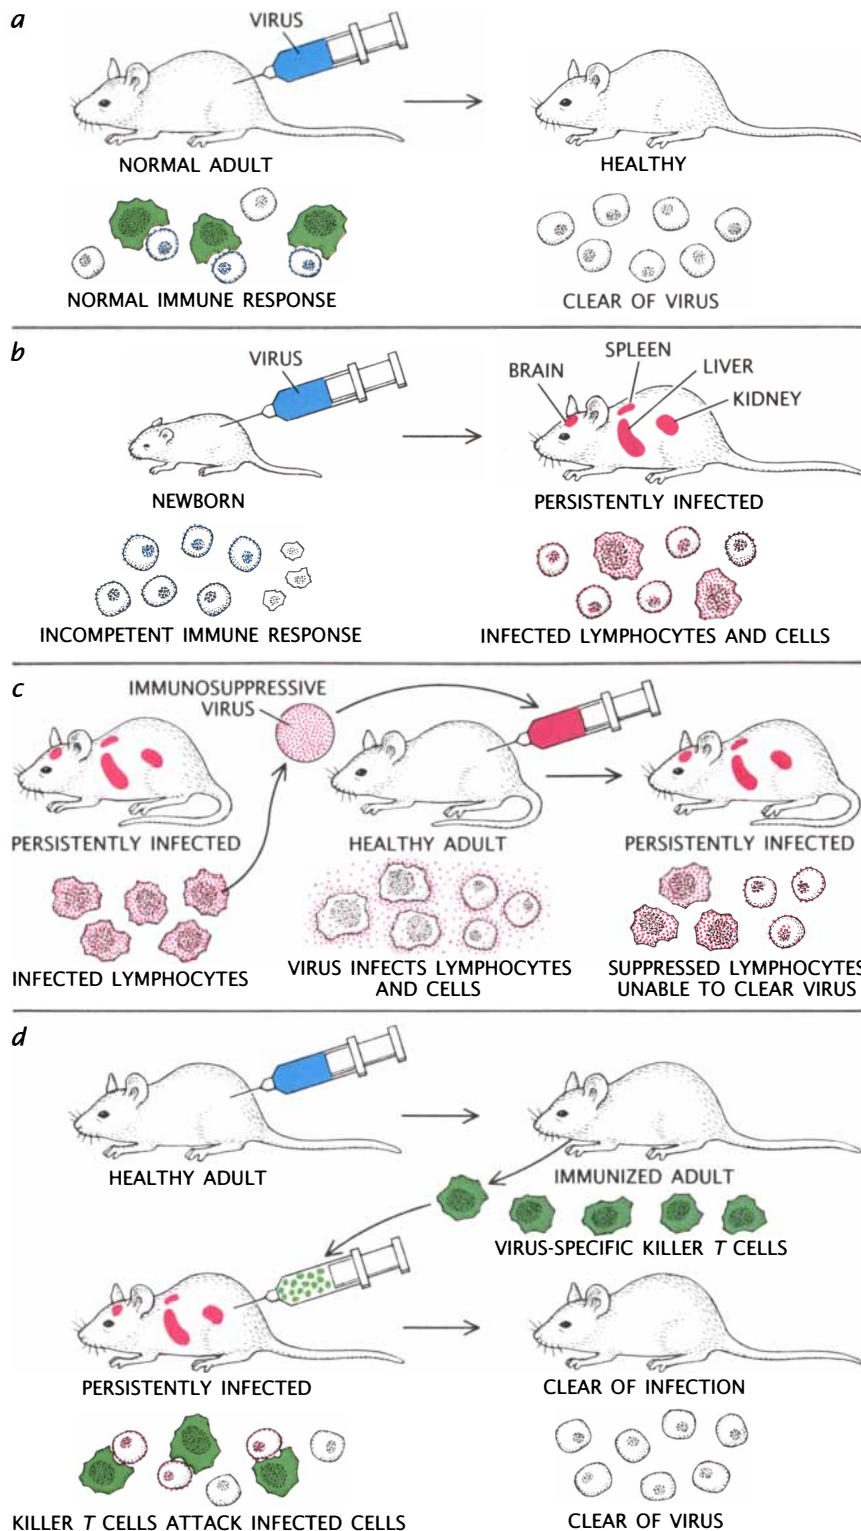 a
VIRUS
NORMAL ADULT
HEALTHY
NORMAL IMMUNE RESPONSE
CLEAR OF VIRUS
b
VIRUS
SPLEEN
BRAIN
LIVER
KIDNEY
NEWBORN
PERSISTENTLY INFECTED
INCOMPETENT IMMUNE RESPONSE
INFECTED LYMPHOCYTES AND CELLS
c
IMMUNOSUPPRESSIVE
VIRUS
PERSISTENTLY INFECTED
HEALTHY ADULT
PERSISTENTLY INFECTED
INFECTED LYMPHOCYTES
VIRUS INFECTS LYMPHOCYTES
AND CELLS
SUPPRESSED LYMPHOCYTES
UNABLE TO CLEAR VIRUS
d
HEALTHY ADULT
IMMUNIZED ADULT
VIRUS-SPECIFIC KILLER T CELLS
PERSISTENTLY INFECTED
CLEAR OF INFECTION
KILLER T CELLS ATTACK INFECTED CELLS
CLEAR OF VIRUS